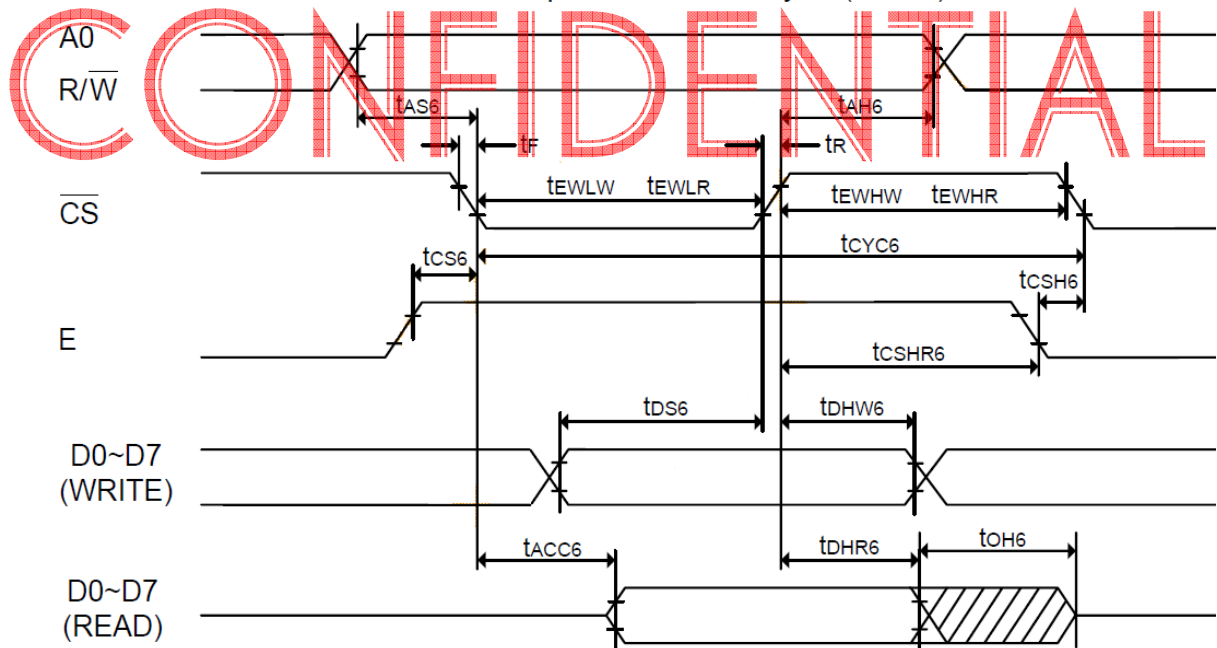 CONFIDENTIAL
A0
R/W̅
tAS6
tAH6
tF
tR
C̅S̅
tEWLW tEWLR
tEWHW tEWHR
tCYC6
tCS6
tCSH6
E
tCSHR6
tDS6
tDHW6
D0~D7
(WRITE)
tACC6
tDHR6
tOH6
D0~D7
(READ)